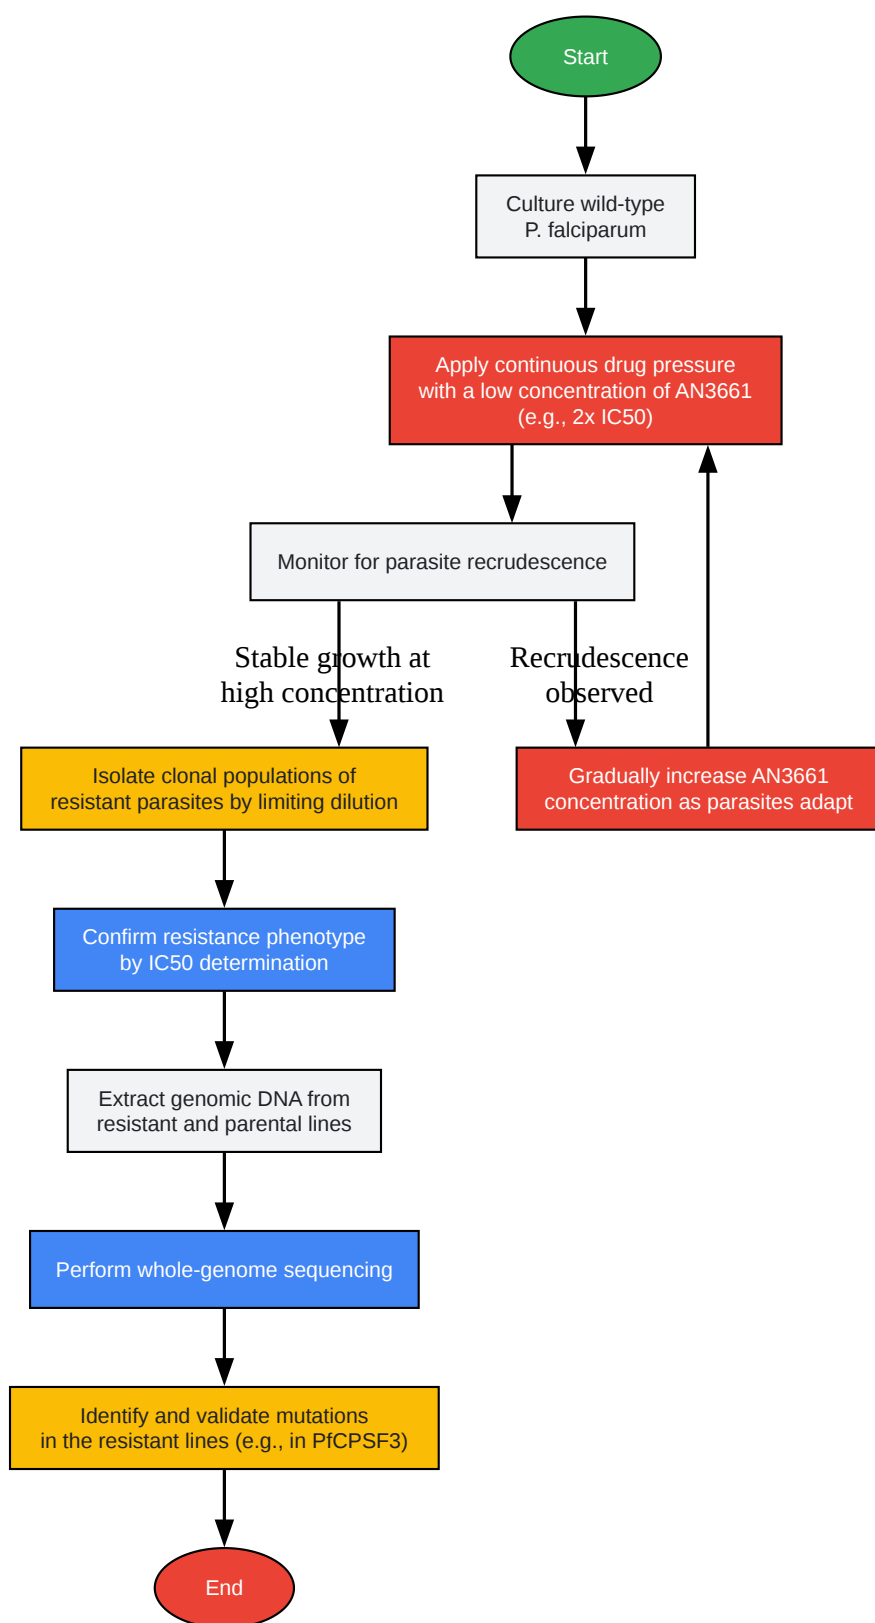 Start
Culture wild-type
P. falciparum
Apply continuous drug pressure
with a low concentration of AN3661
(e.g., 2x IC50)
Monitor for parasite recrudescence
Stable growth at
high concentration
Recrudescence
observed
Isolate clonal populations of
resistant parasites by limiting dilution
Gradually increase AN3661
concentration as parasites adapt
Confirm resistance phenotype
by IC50 determination
Extract genomic DNA from
resistant and parental lines
Perform whole-genome sequencing
Identify and validate mutations
in the resistant lines (e.g., in PfCPSF3)
End